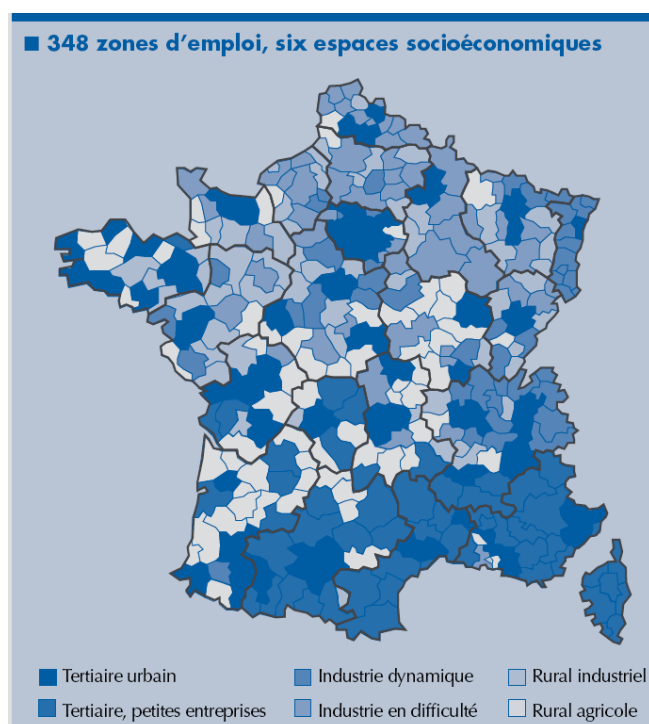 348 zones d'emploi, six espaces socioéconomiques
Tertiaire urbain
Industrie dynamique
Rural industriel
Tertiaire, petites entreprises
Industrie en difficulté
Rural agricole